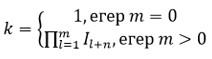 k = { 1, егер m = 0
∏_{l=1}^{m} I_{l+n}, егер m > 0